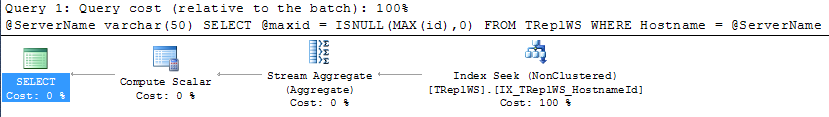 Query 1: Query cost (relative to the batch): 100%
@ServerName varchar(50) SELECT @maxid = ISNULL(MAX(id),0) FROM TReplWS WHERE Hostname = @ServerName
SELECT
Cost: 0 %
Compute Scalar
Cost: 0 %
Stream Aggregate
(Aggregate)
Cost: 0 %
Index Seek (NonClustered)
[TReplWS].[IX_TReplWS_HostnameId]
Cost: 100 %